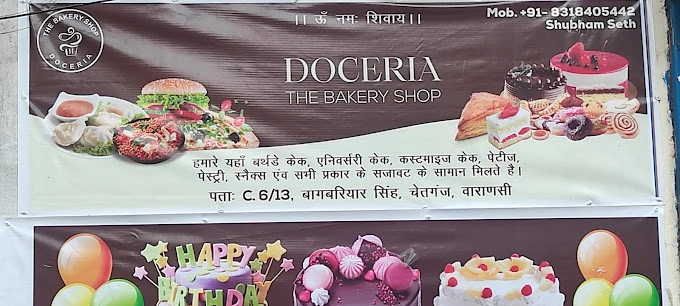 THE BAKERY SHOP
DOCERIA
।। ऊँ नमः शिवाय।।
Mob. +91- 8318405442
Shubham Seth
DOCERIA
THE BAKERY SHOP
हमारे यहाँ बर्थडे केक, एनिवर्सरी केक, कस्टमाइज केक, पेटीज,
पेस्ट्री, स्नैक्स एंव सभी प्रकार के सजावट के सामान मिलते है।
पताः C. 6/13, बागबरियार सिंह, चेतगंज, वाराणसी
HAPPY
BIRTHDAY